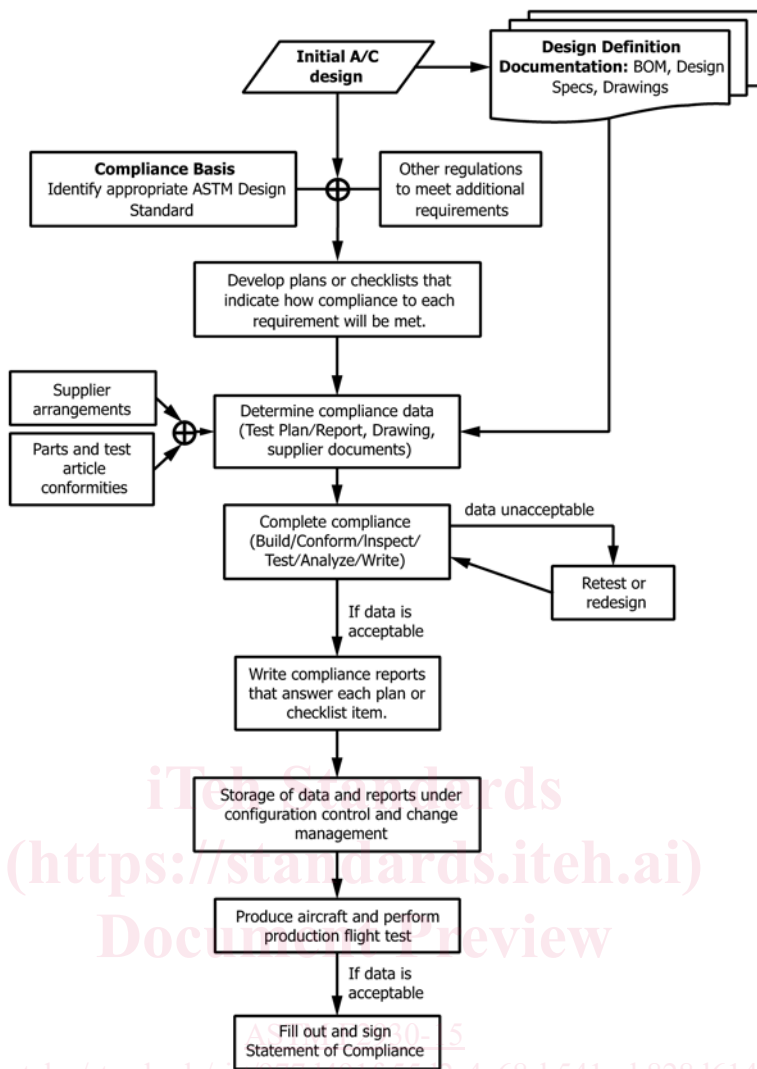 Initial A/C
design
Design Definition
Documentation: BOM, Design
Specs, Drawings
Compliance Basis
Identify appropriate ASTM Design
Standard
Other regulations
to meet additional
requirements
Develop plans or checklists that
indicate how compliance to each
requirement will be met.
Supplier
arrangements
Parts and test
article
conformities
Determine compliance data
(Test Plan/Report, Drawing,
supplier documents)
Complete compliance
(Build/Conform/Inspect/
Test/Analyze/Write)
data unacceptable
Retest or
redesign
If data is
acceptable
Write compliance reports
that answer each plan or
checklist item.
iTeh Standards
Storage of data and reports under
configuration control and change
management
(https://standards.iteh.ai)
Produce aircraft and perform
production flight test
Document Preview
If data is
acceptable
Fill out and sign
Statement of Compliance